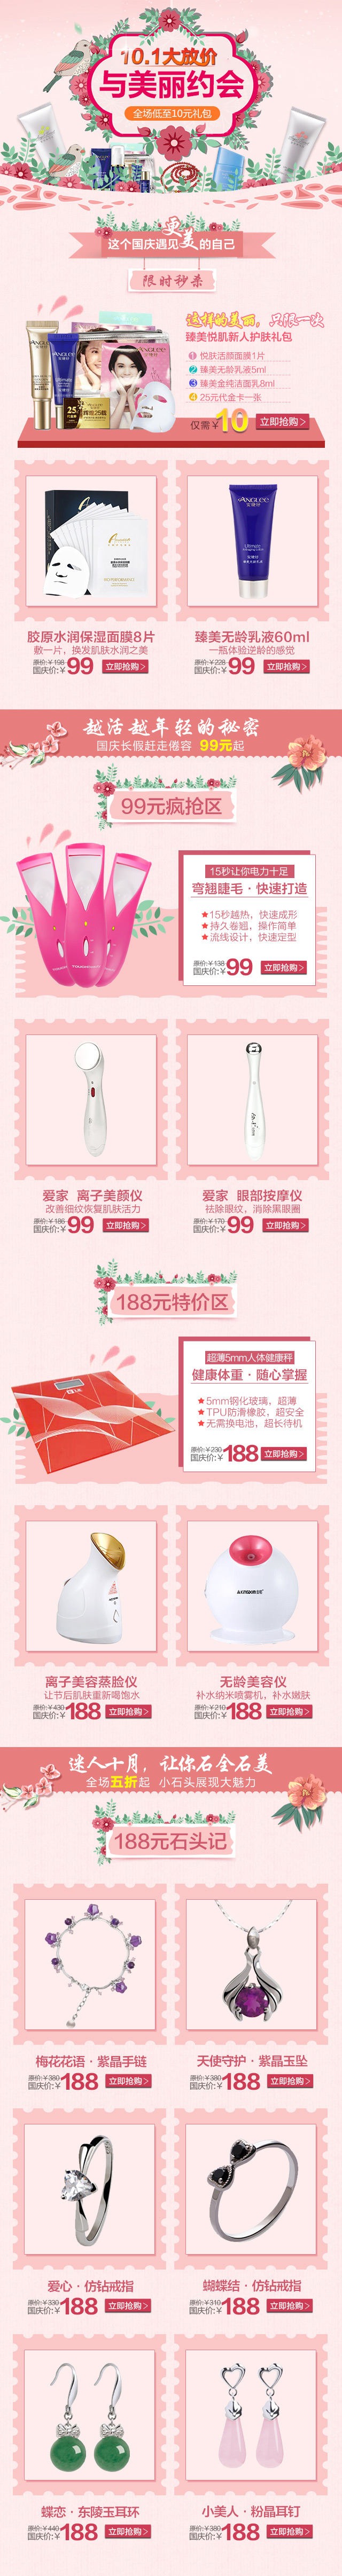 10.1大放价
与美丽约会
全场低至10元礼包
这个国庆遇见更美的自己
限时秒杀
这样的美丽，只限一次
臻美悦肌新人护肤礼包
1 悦肤活颜面膜1片
2 臻美无龄乳液5ml
3 臻美金纯洁面乳8ml
4 25元代金卡一张
仅需¥10 立即抢购>
ANGLEE
胶原水润保湿面膜8片
敷一片，换发肌肤水润之美
原价:¥198
国庆价:¥99 立即抢购>
ANGLEE
臻美无龄乳液60ml
一瓶体验逆龄的感觉
原价:¥228
国庆价:¥99 立即抢购>
越活越年轻的秘密
国庆长假赶走倦容 99元起
99元疯抢区
15秒让你电力十足
弯翘睫毛·快速打造
★15秒越热，快速成形
★持久卷翘，操作简单
★流线设计，快速定型
原价:¥138
国庆价:¥99 立即抢购>
爱家 离子美颜仪
改善细纹恢复肌肤活力
原价:¥186
国庆价:¥99 立即抢购>
爱家 眼部按摩仪
祛除眼纹，消除黑眼圈
原价:¥170
国庆价:¥99 立即抢购>
188元特价区
超薄5mm人体健康秤
健康体重·随心掌握
★5mm钢化玻璃，超薄
★TPU防滑橡胶，超安全
★无需换电池，超长待机
原价:¥230
国庆价:¥188 立即抢购>
离子美容蒸脸仪
让节后肌肤重新喝饱水
原价:¥430
国庆价:¥188 立即抢购>
无龄美容仪
补水纳米喷雾机，补水嫩肤
原价:¥210
国庆价:¥188 立即抢购>
迷人十月，让你石全石美
全场五折起 小石头展现大魅力
188元石头记
梅花花语·紫晶手链
原价:¥380
国庆价:¥188 立即抢购>
天使守护·紫晶玉坠
原价:¥380
国庆价:¥188 立即抢购>
爱心·仿钻戒指
原价:¥330
国庆价:¥188 立即抢购>
蝴蝶结·仿钻戒指
原价:¥310
国庆价:¥188 立即抢购>
蝶恋·东陵玉耳环
原价:¥440
国庆价:¥188 立即抢购>
小美人·粉晶耳钉
原价:¥380
国庆价:¥188 立即抢购>